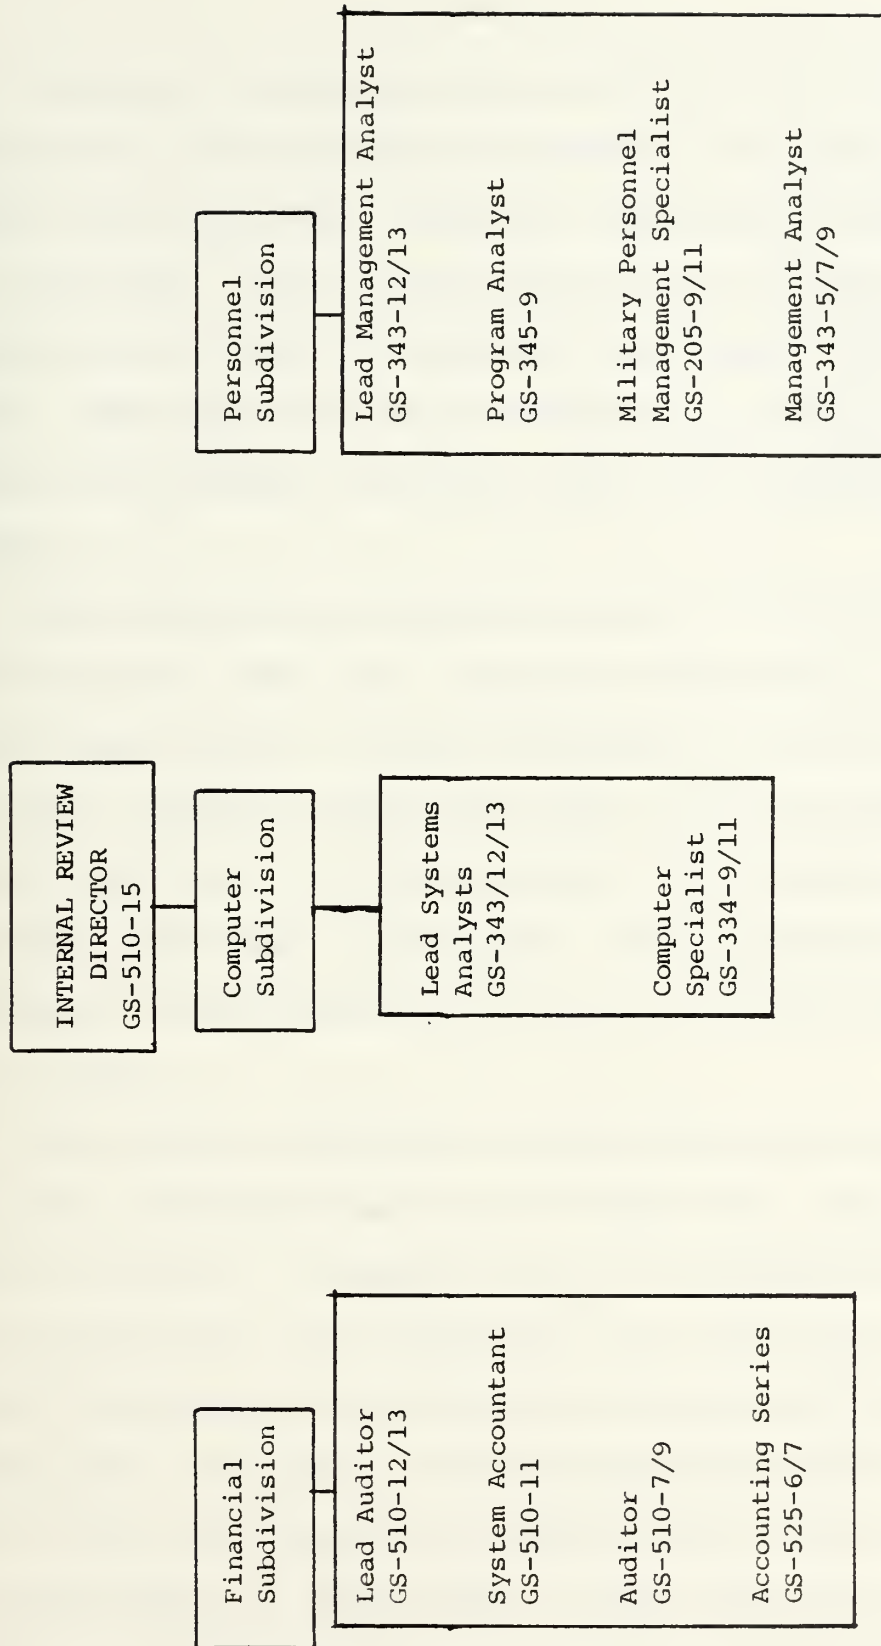 INTERNAL REVIEW
DIRECTOR
GS-510-15
Financial
Subdivision
Lead Auditor
GS-510-12/13
System Accountant
GS-510-11
Auditor
GS-510-7/9
Accounting Series
GS-525-6/7
Computer
Subdivision
Lead Systems
Analysts
GS-343/12/13
Computer
Specialist
GS-334-9/11
Personnel
Subdivision
Lead Management Analyst
GS-343-12/13
Program Analyst
GS-345-9
Military Personnel
Management Specialist
GS-205-9/11
Management Analyst
GS-343-5/7/9